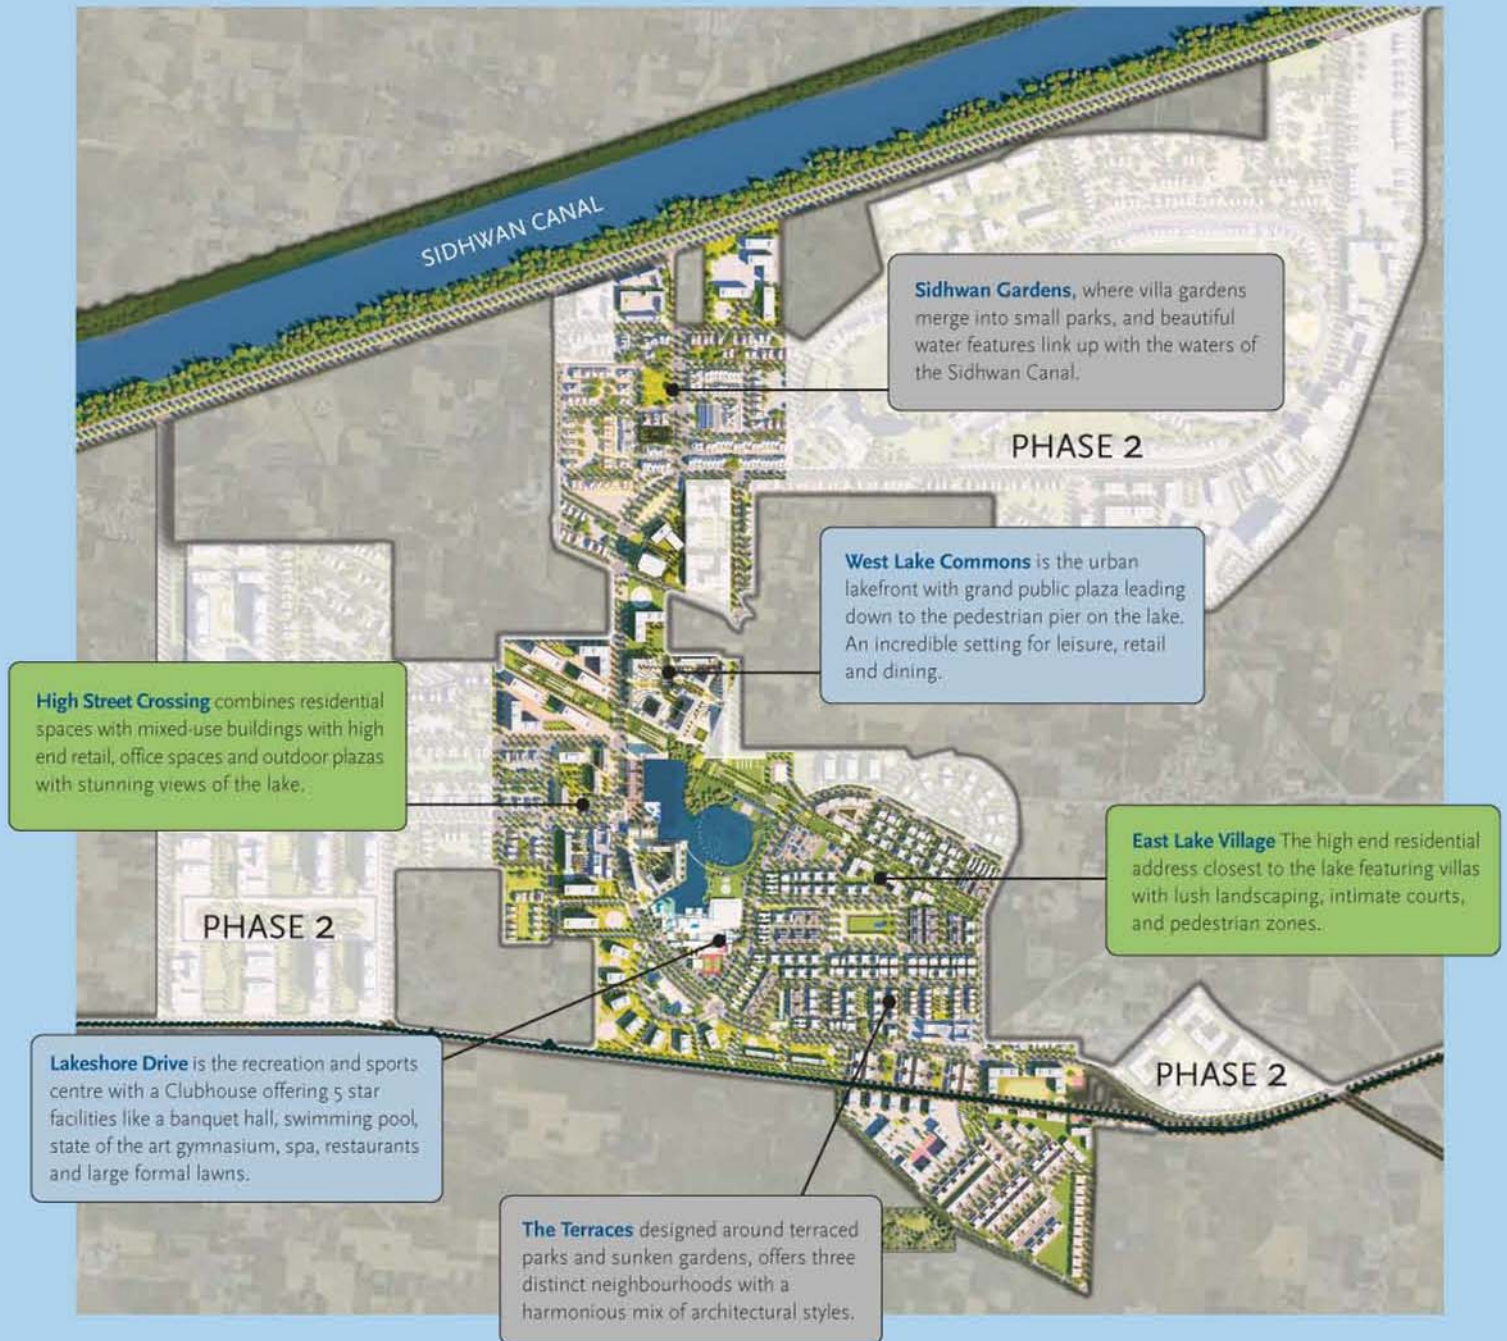 SIDHWAN CANAL
Sidhwan Gardens, where villa gardens
merge into small parks, and beautiful
water features link up with the waters of
the Sidhwan Canal.
PHASE 2
West Lake Commons is the urban
lakefront with grand public plaza leading
down to the pedestrian pier on the lake.
An incredible setting for leisure, retail
and dining.
High Street Crossing combines residential
spaces with mixed-use buildings with high
end retail, office spaces and outdoor plazas
with stunning views of the lake.
East Lake Village The high end residential
address closest to the lake featuring villas
with lush landscaping, intimate courts,
and pedestrian zones.
PHASE 2
Lakeshore Drive is the recreation and sports
centre with a Clubhouse offering 5 star
facilities like a banquet hall, swimming pool,
state of the art gymnasium, spa, restaurants
and large formal lawns.
PHASE 2
The Terraces designed around terraced
parks and sunken gardens, offers three
distinct neighbourhoods with a
harmonious mix of architectural styles.